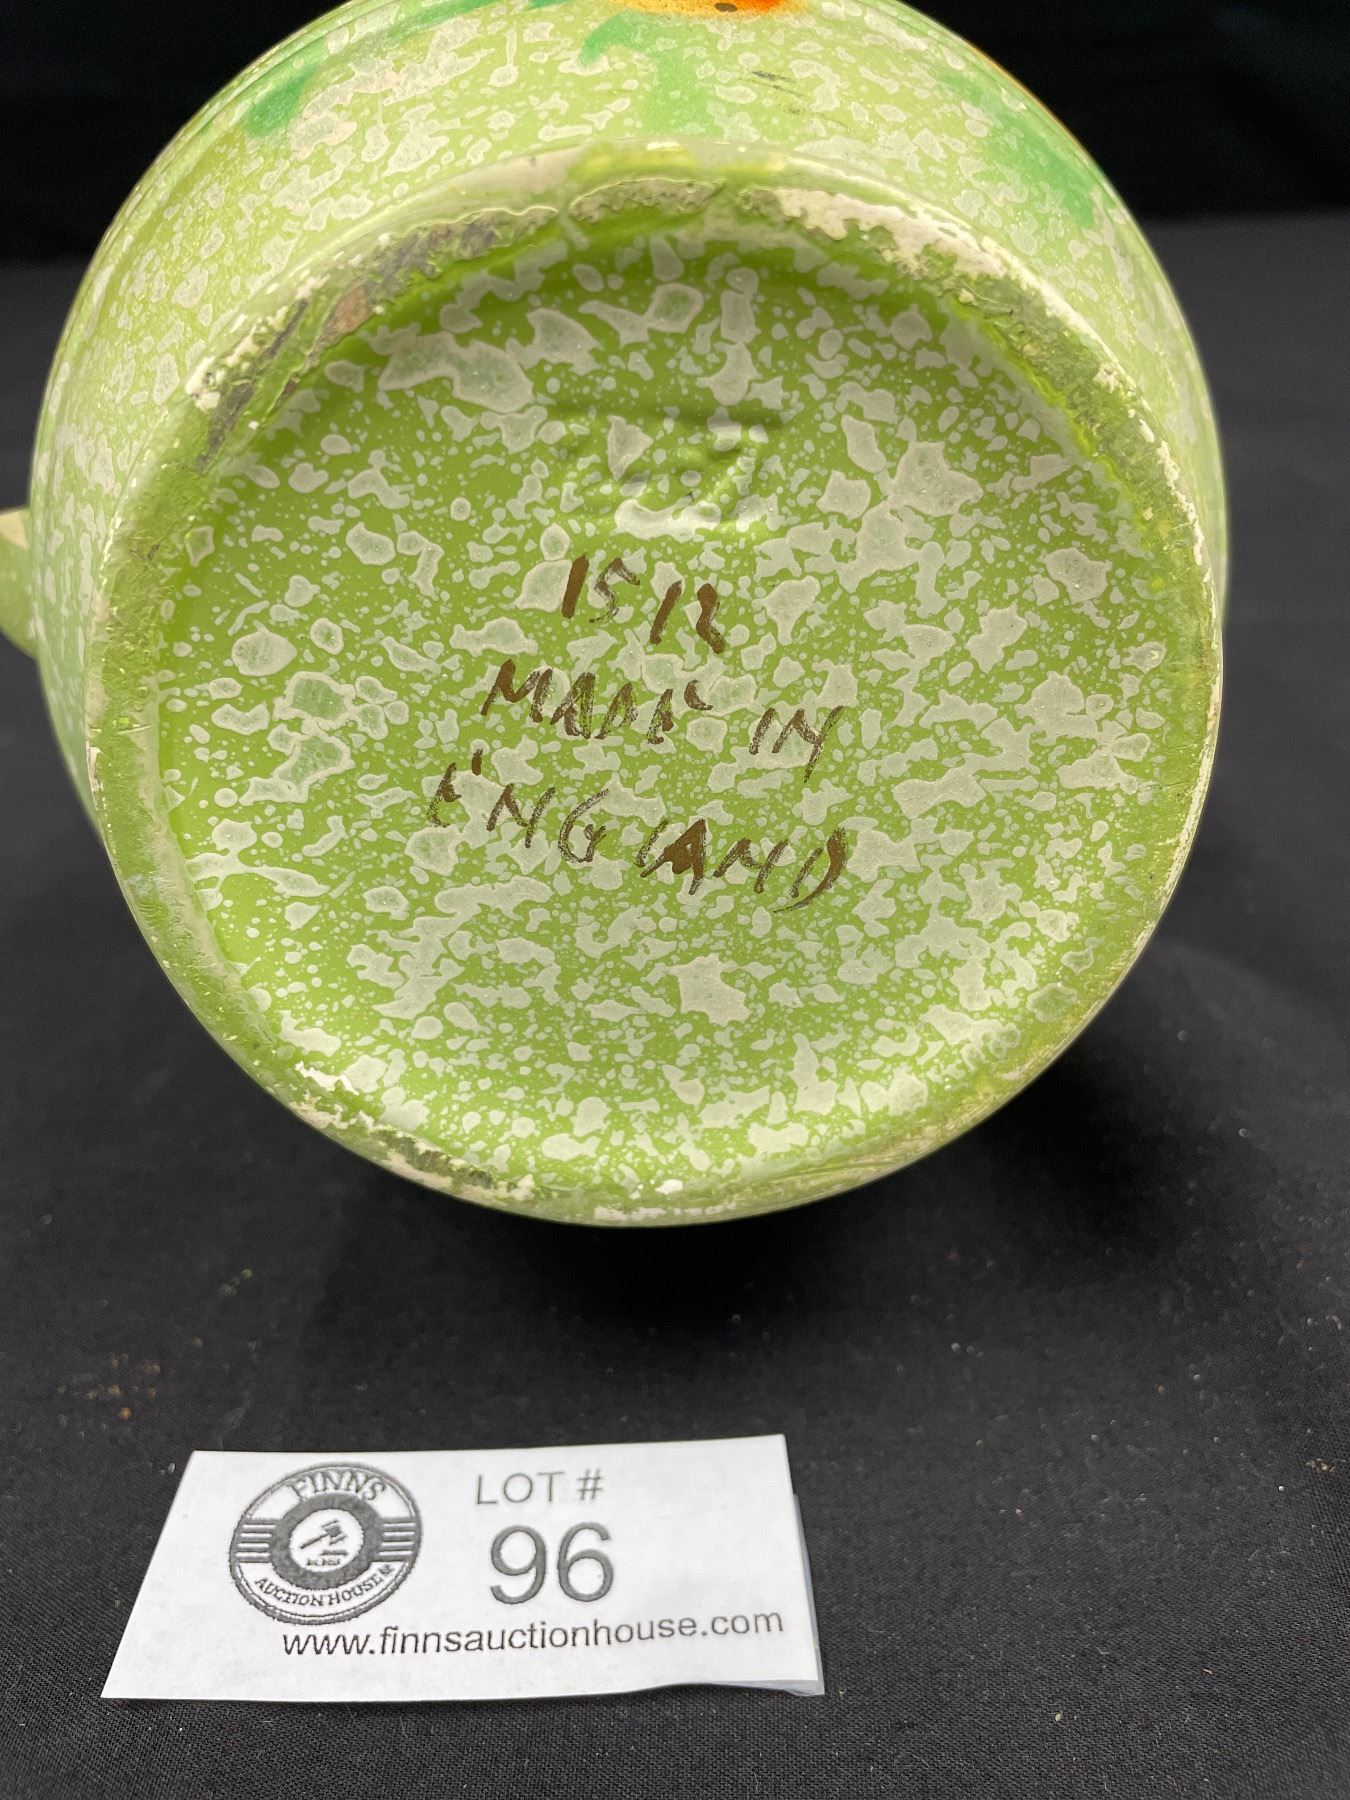 1512
MADE IN
ENGLAND
FINNS
AUCTION HOUSE
LOT #
96
www.finnsauctionhouse.com